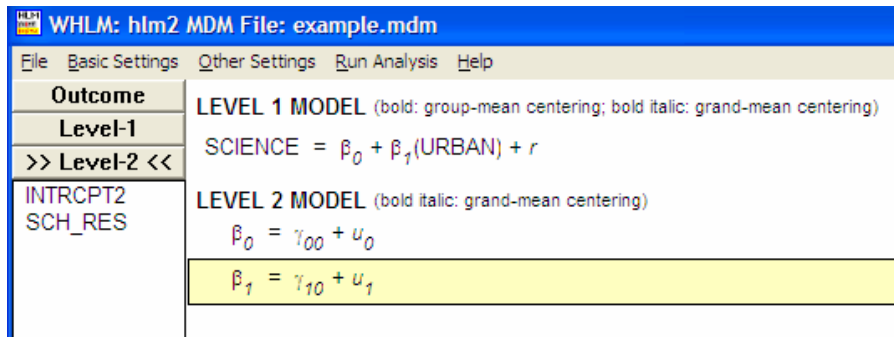 WHLM: hlm2 MDM File: example.mdm
File Basic Settings Other Settings Run Analysis Help
Outcome
Level-1
>> Level-2 <<
INTRCPT2
SCH_RES
LEVEL 1 MODEL (bold: group-mean centering; bold italic: grand-mean centering)
SCIENCE = β₀ + β₁(URBAN) + r
LEVEL 2 MODEL (bold italic: grand-mean centering)
β₀ = γ₀₀ + u₀
β₁ = γ₁₀ + u₁